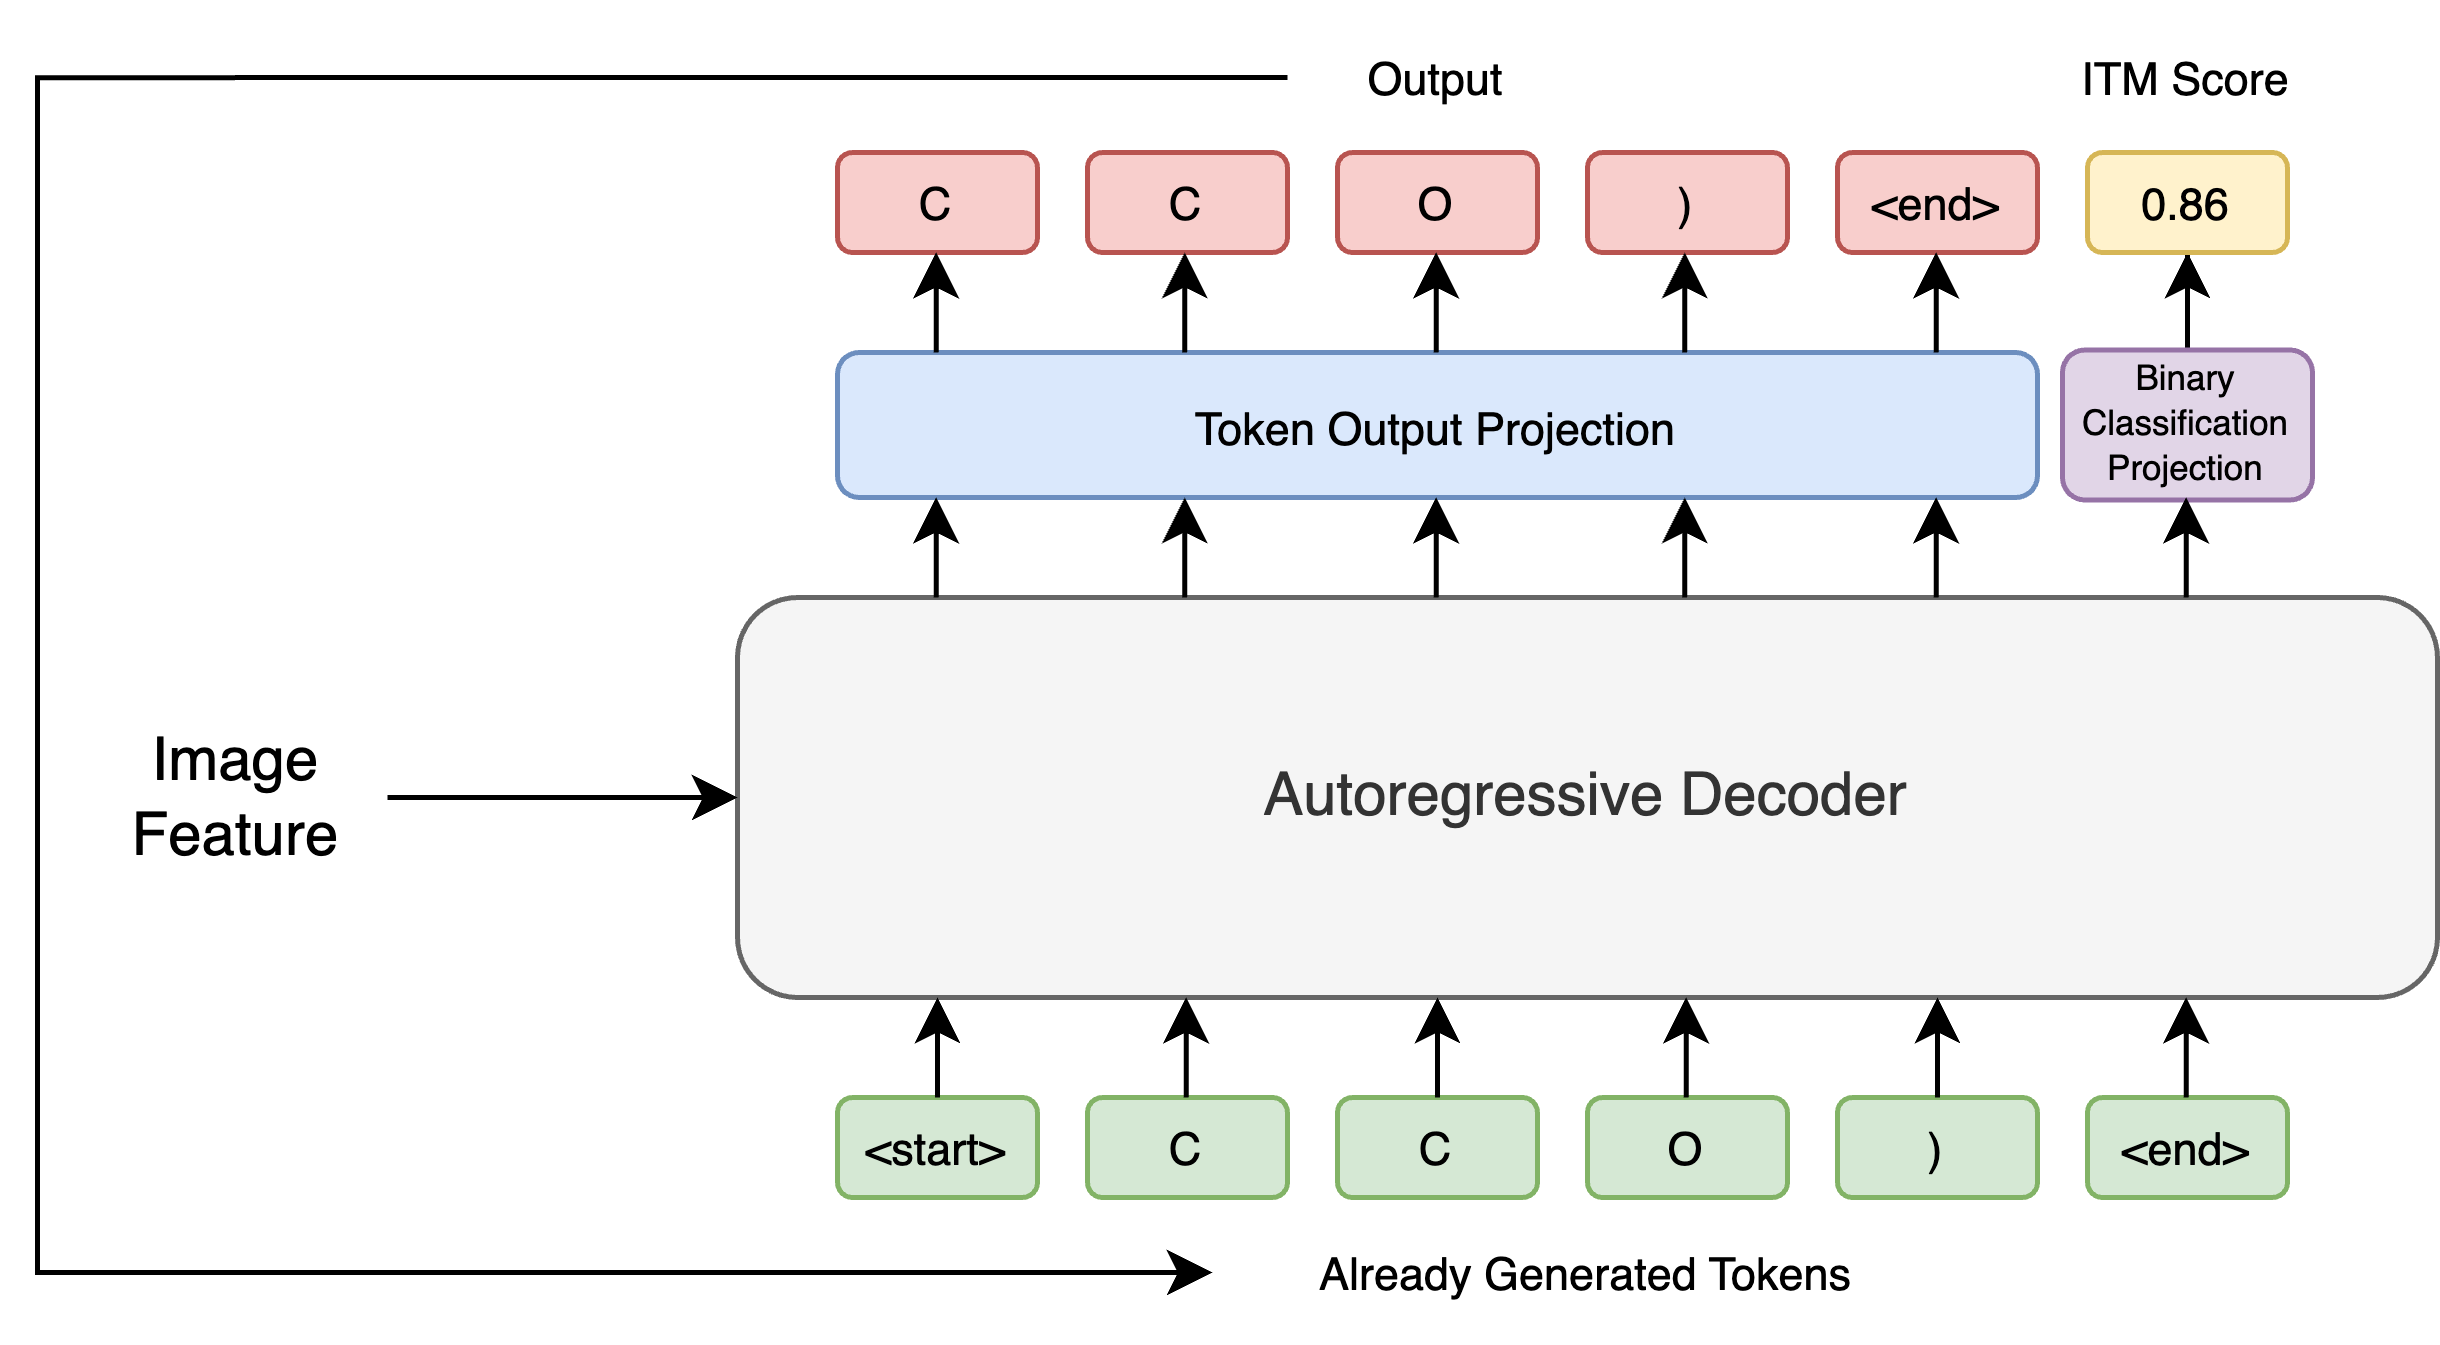 Output
ITM Score
C
C
O
)
<end>
0.86
Token Output Projection
Binary
Classification
Projection
Image
Feature
Autoregressive Decoder
<start>
C
C
O
)
<end>
Already Generated Tokens